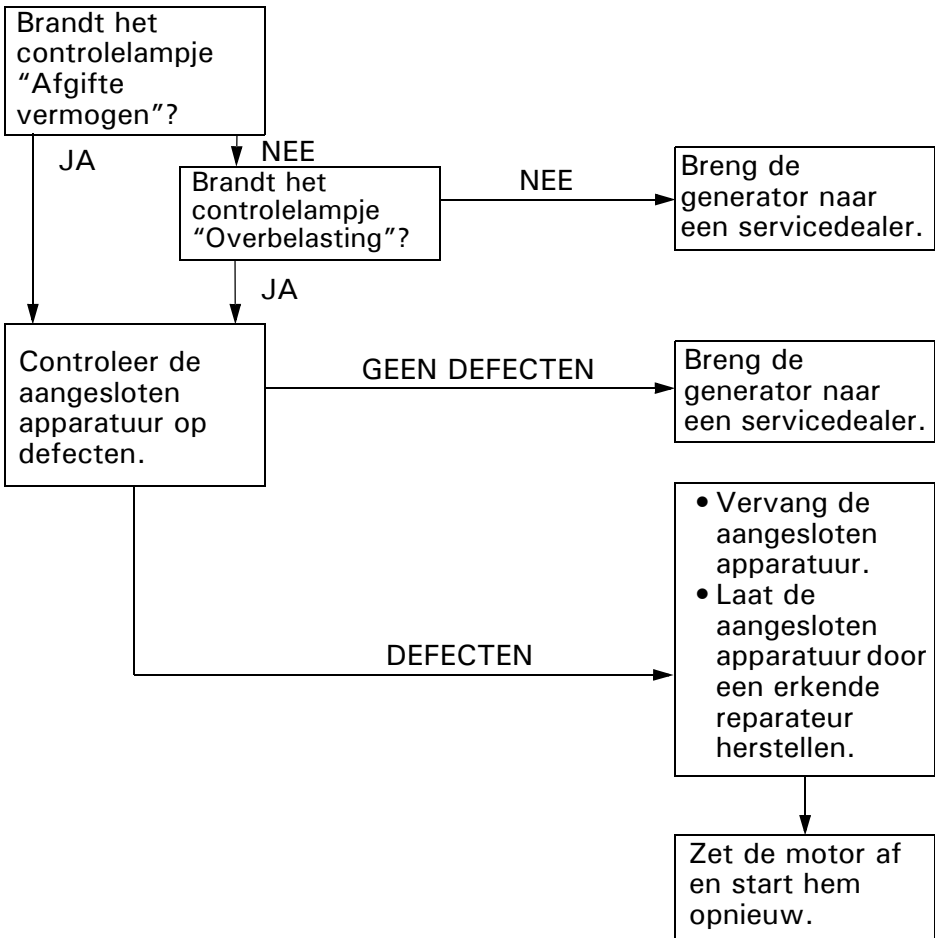 Brandt het
controlelampje
“Afgifte
vermogen”?
JA
NEE
Brandt het
controlelampje
“Overbelasting”?
NEE
Breng de
generator naar
een servicedealer.
JA
Controleer de
aangesloten
apparatuur op
defecten.
GEEN DEFECTEN
Breng de
generator naar
een servicedealer.
DEFECTEN
• Vervang de
aangesloten
apparatuur.
• Laat de
aangesloten
apparatuur door
een erkende
reparateur
herstellen.
Zet de motor af
en start hem
opnieuw.